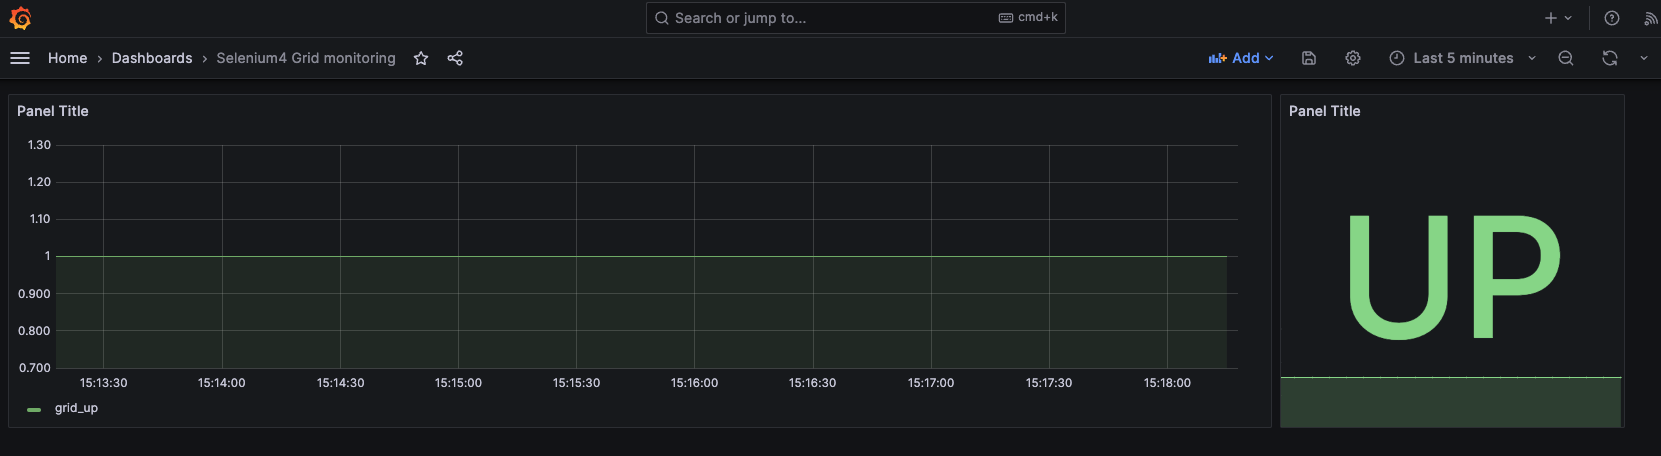 Search or jump to... cmd+k
Home › Dashboards › Selenium4 Grid monitoring Add Last 5 minutes
Panel Title
1.30
1.20
1.10
1
0.900
0.800
0.700
15:13:30 15:14:00 15:14:30 15:15:00 15:15:30 15:16:00 15:16:30 15:17:00 15:17:30 15:18:00
grid_up
Panel Title
UP